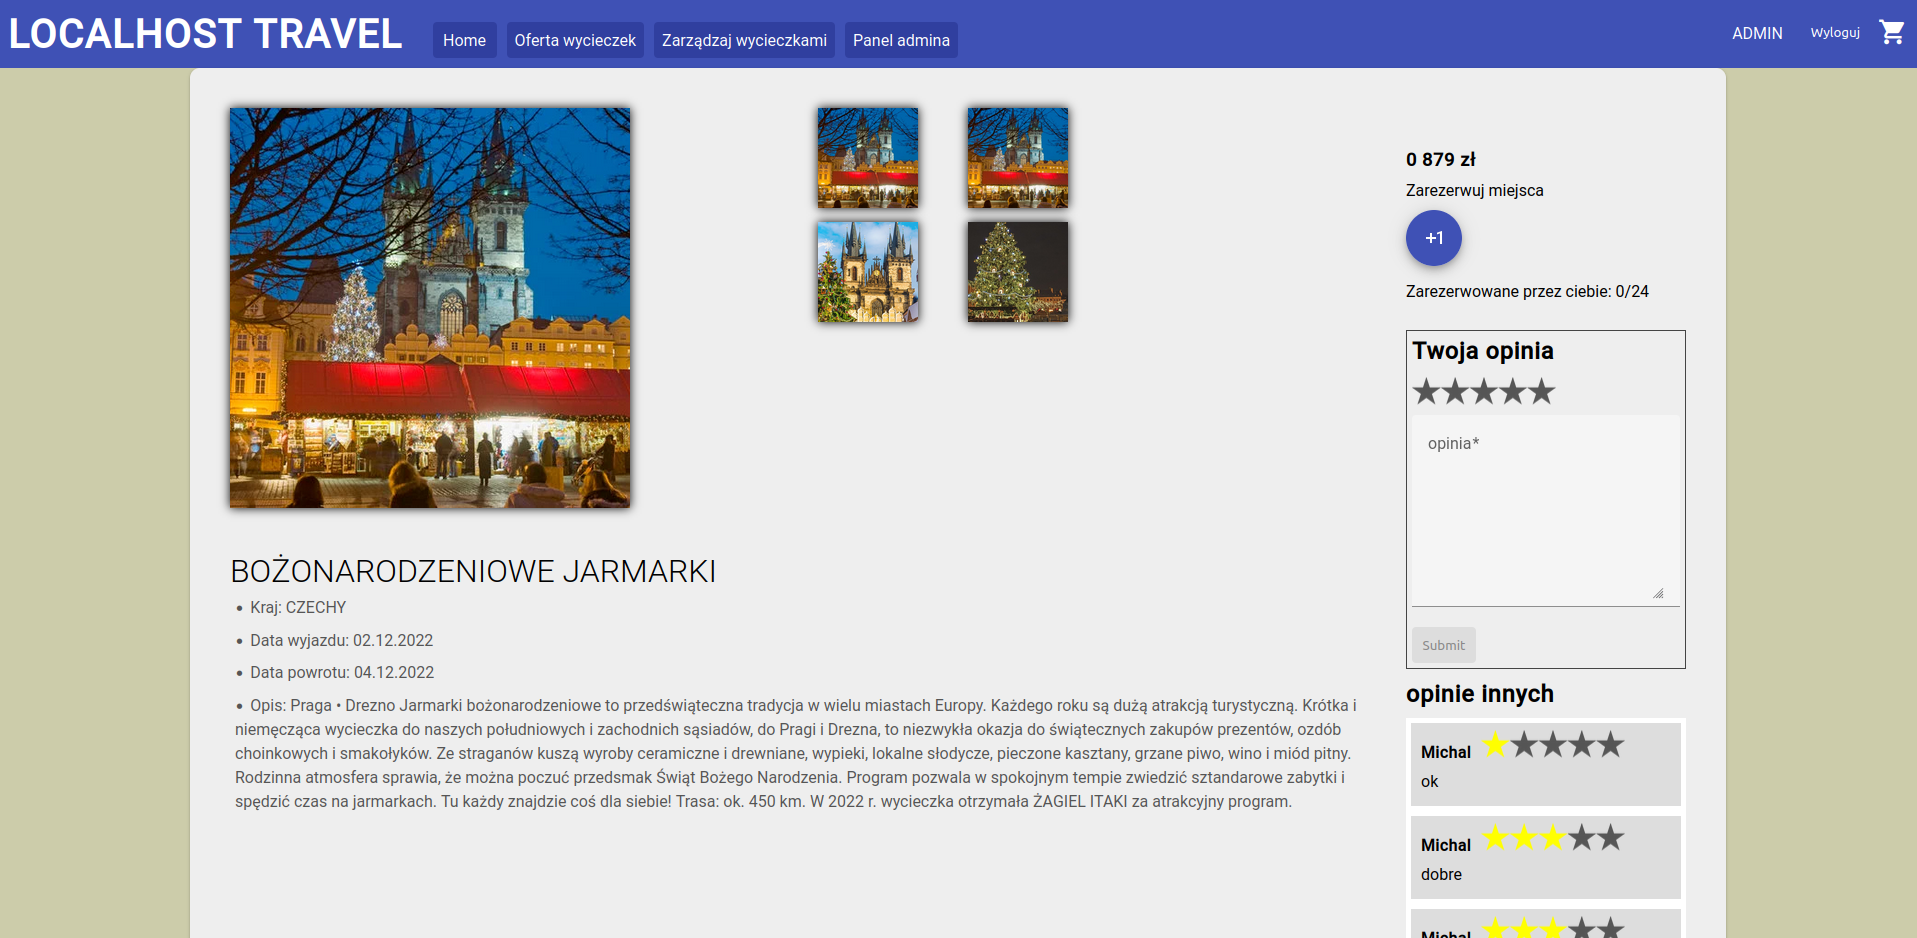 LOCALHOST TRAVEL
Home
Oferta wycieczek
Zarządzaj wycieczkami
Panel admina
ADMIN
Wyloguj
0 879 zł
Zarezerwuj miejsca
+1
Zarezerwowane przez ciebie: 0/24
Twoja opinia
opinia*
Submit
opinie innych
Michal
ok
Michal
dobre
Michal
BOŻONARODZENIOWE JARMARKI
• Kraj: CZECHY
• Data wyjazdu: 02.12.2022
• Data powrotu: 04.12.2022
• Opis: Praga • Drezno Jarmarki bożonarodzeniowe to przedświąteczna tradycja w wielu miastach Europy. Każdego roku są dużą atrakcją turystyczną. Krótka i
niemęcząca wycieczka do naszych południowych i zachodnich sąsiadów, do Pragi i Drezna, to niezwykła okazja do świątecznych zakupów prezentów, ozdób
choinkowych i smakołyków. Ze straganów kuszą wyroby ceramiczne i drewniane, wypieki, lokalne słodycze, pieczone kasztany, grzane piwo, wino i miód pitny.
Rodzinna atmosfera sprawia, że można poczuć przedsmak Świąt Bożego Narodzenia. Program pozwala w spokojnym tempie zwiedzić sztandarowe zabytki i
spędzić czas na jarmarkach. Tu każdy znajdzie coś dla siebie! Trasa: ok. 450 km. W 2022 r. wycieczka otrzymała ŻAGIEL ITAKI za atrakcyjny program.